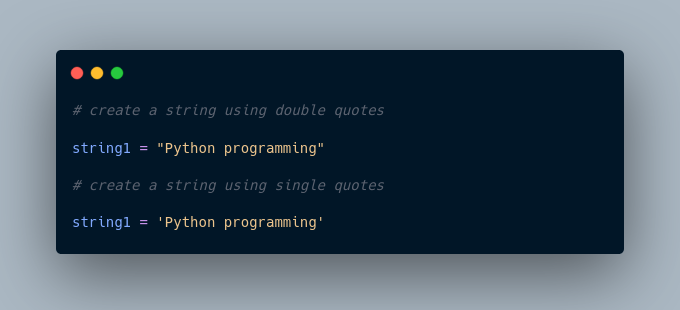 # create a string using double quotes
string1 = "Python programming"
# create a string using single quotes
string1 = 'Python programming'